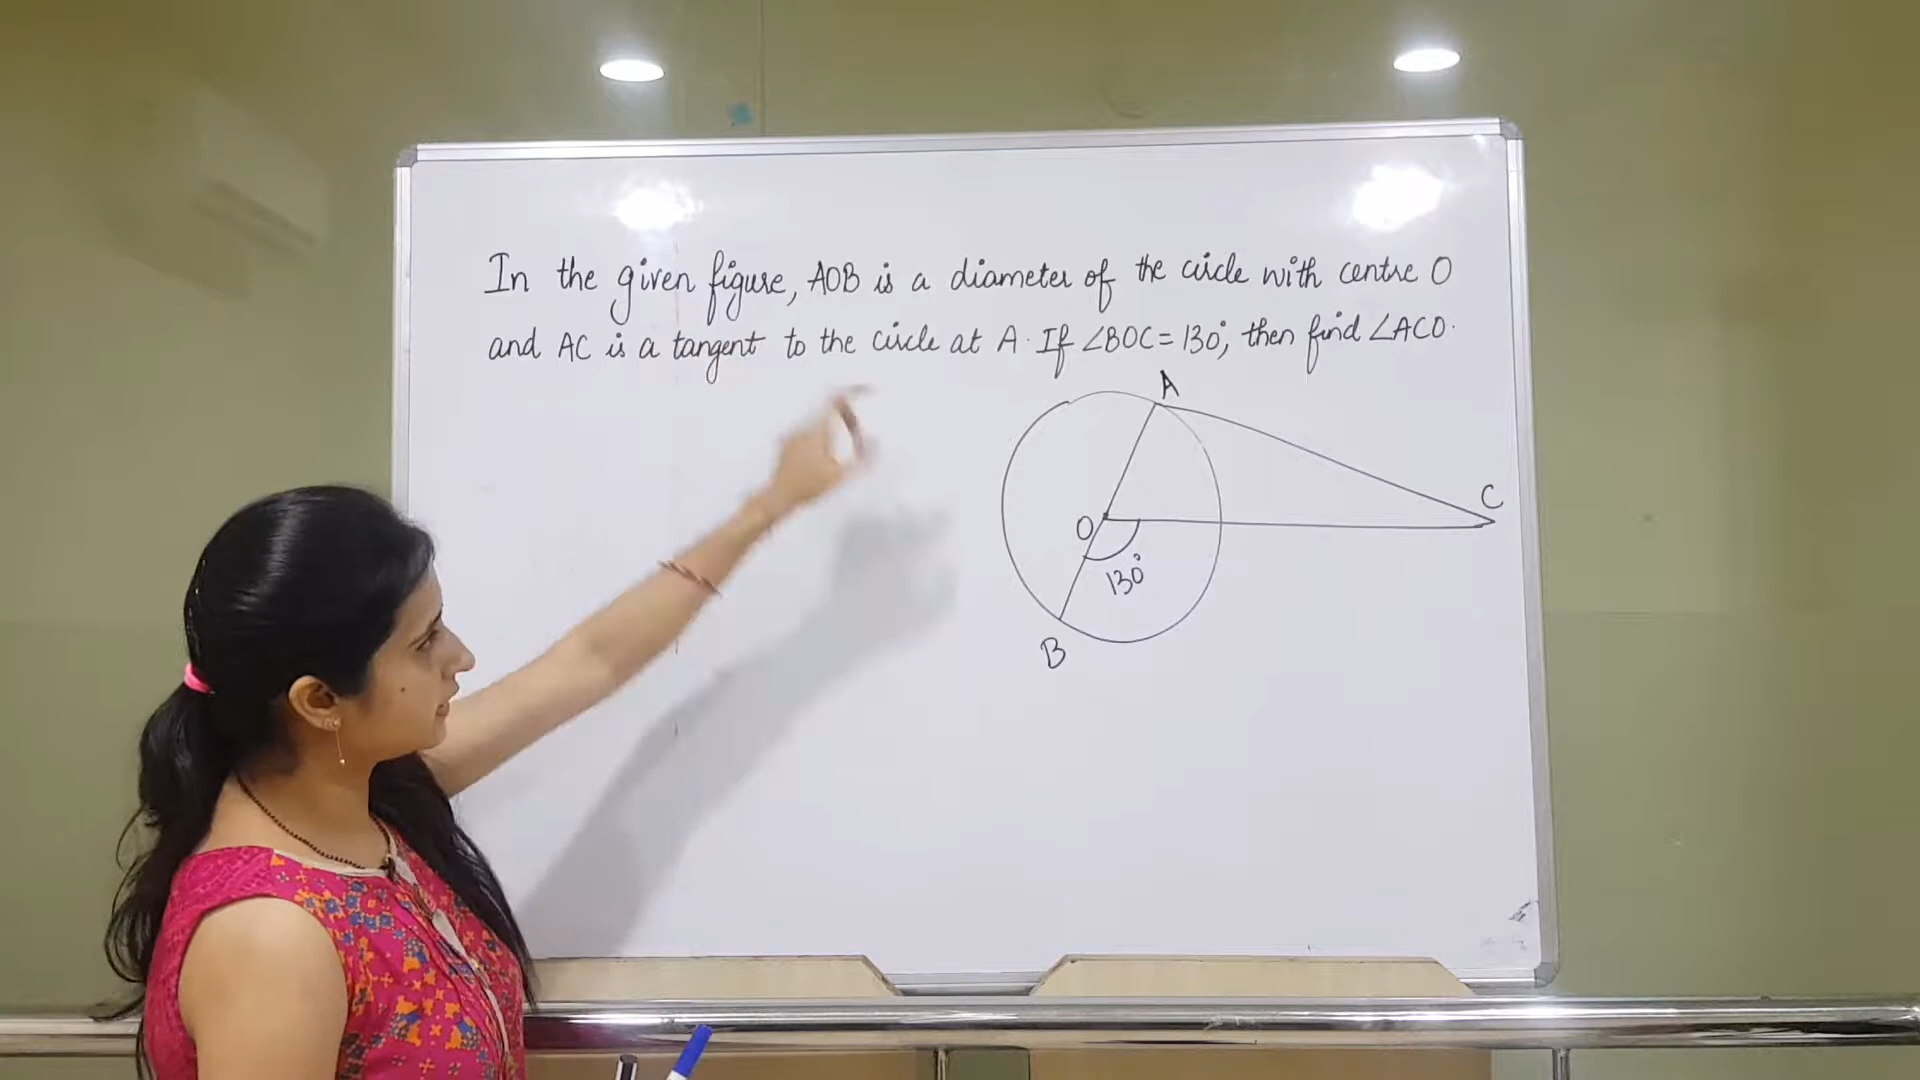 In the given figure, AOB is a diameter of the circle with centre O
and AC is a tangent to the circle at A. If ∠BOC = 130°, then find ∠ACO.
A
C
O
130°
B